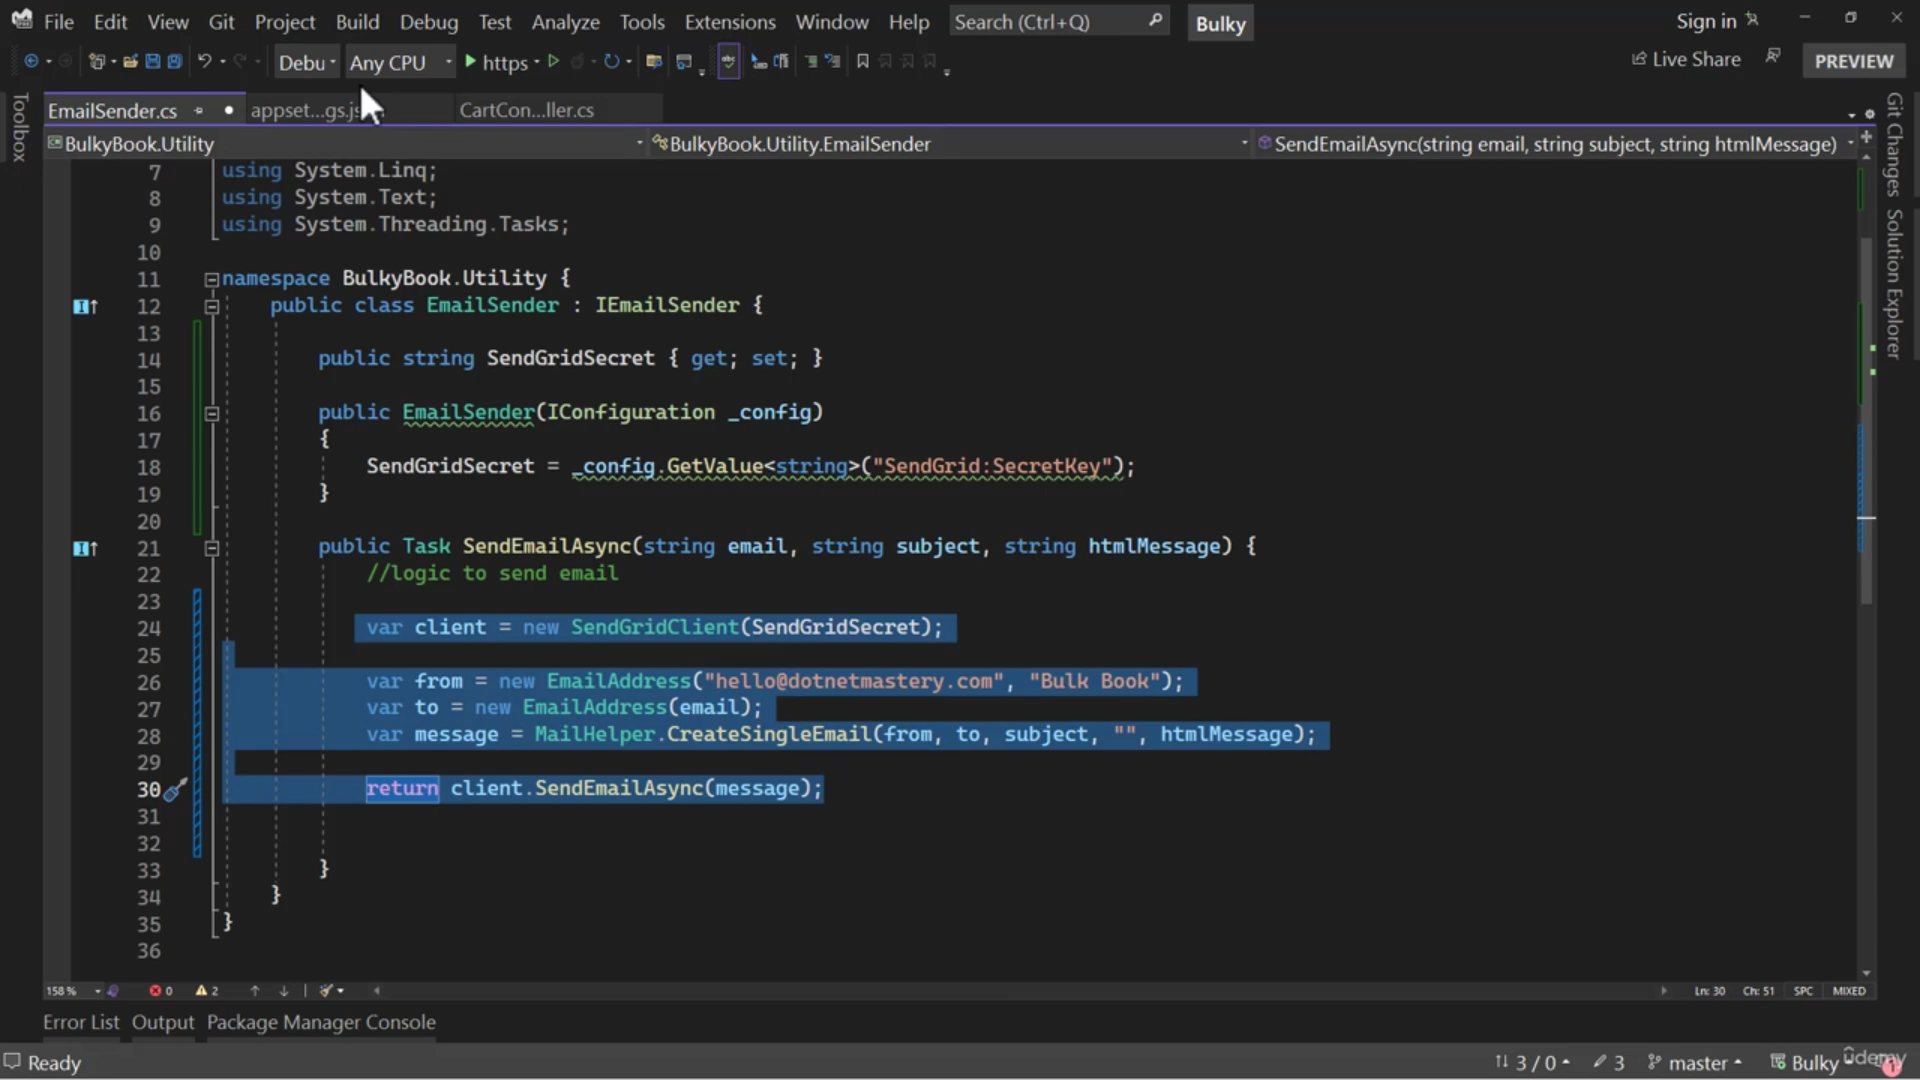 File Edit View Git Project Build Debug Test Analyze Tools Extensions Window Help Search (Ctrl+Q) Bulky Sign in
Debu Any CPU https Live Share PREVIEW
EmailSender.cs appset...gs.js CartCon...ller.cs
BulkyBook.Utility BulkyBook.Utility.EmailSender SendEmailAsync(string email, string subject, string htmlMessage)
Toolbox
Git Changes
Solution Explorer
7 using System.Linq;
8 using System.Text;
9 using System.Threading.Tasks;
10
11 namespace BulkyBook.Utility {
12 public class EmailSender : IEmailSender {
13
14 public string SendGridSecret { get; set; }
15
16 public EmailSender(IConfiguration _config)
17 {
18 SendGridSecret = _config.GetValue<string>("SendGrid:SecretKey");
19 }
20
21 public Task SendEmailAsync(string email, string subject, string htmlMessage) {
22 //logic to send email
23
24 var client = new SendGridClient(SendGridSecret);
25
26 var from = new EmailAddress("hello@dotnetmastery.com", "Bulk Book");
27 var to = new EmailAddress(email);
28 var message = MailHelper.CreateSingleEmail(from, to, subject, "", htmlMessage);
29
30 return client.SendEmailAsync(message);
31
32
33 }
34 }
35 }
36
158 % 0 2 Ln: 30 Ch: 51 SPC MIXED
Error List Output Package Manager Console
Ready 3 / 0 3 master Bulky udemy 1